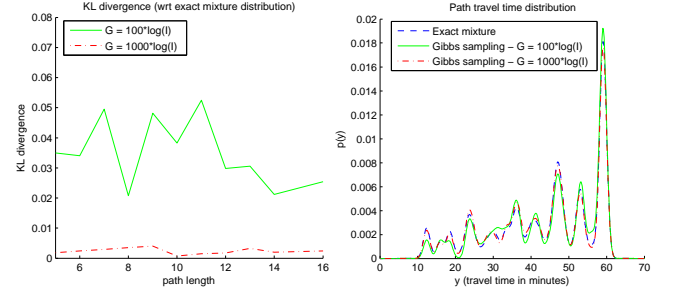 KL divergence (wrt exact mixture distribution)
0.08
0.07
0.06
0.05
0.04
0.03
0.02
0.01
0
KL divergence
G = 100*log(I)
G = 1000*log(I)
6 8 10 12 14 16
path length
Path travel time distribution
0.02
0.018
0.016
0.014
0.012
0.01
0.008
0.006
0.004
0.002
0
p(y)
Exact mixture
Gibbs sampling − G = 100*log(I)
Gibbs sampling − G = 1000*log(I)
0 10 20 30 40 50 60 70
y (travel time in minutes)